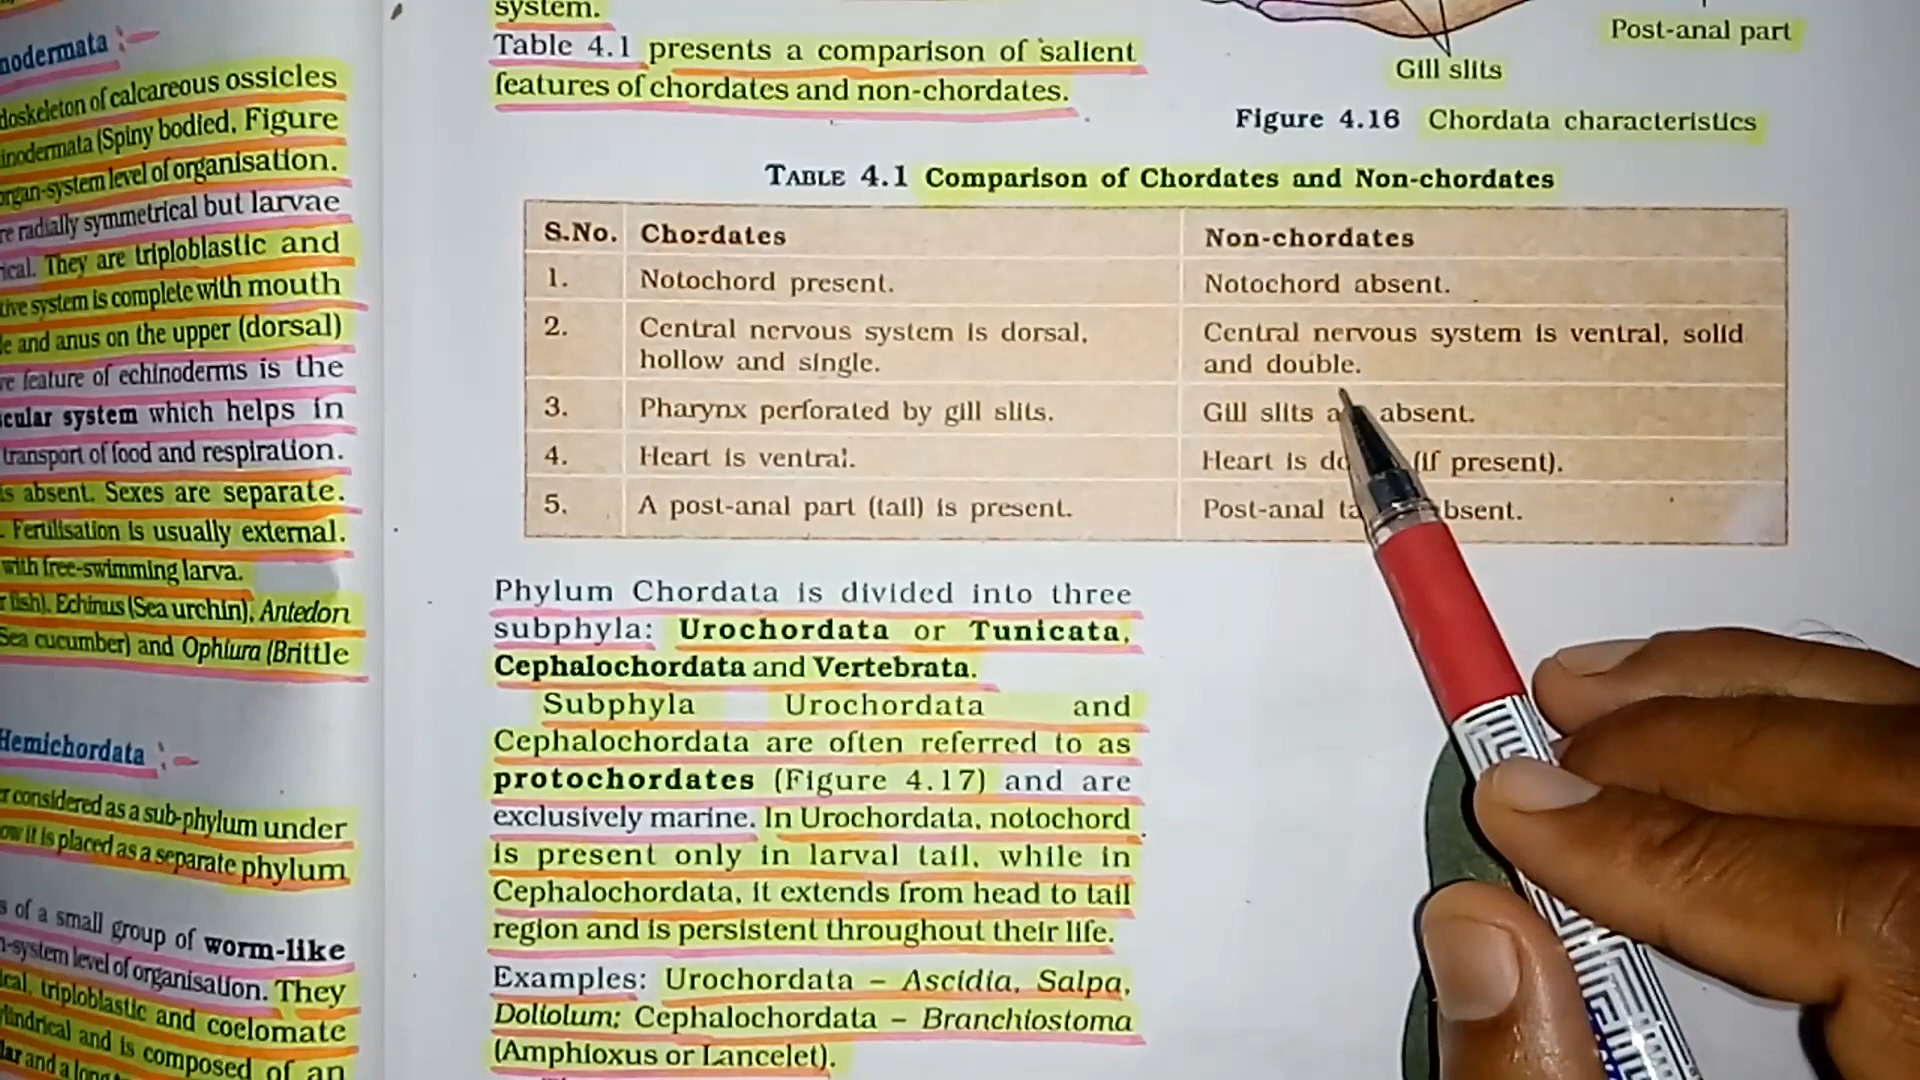 nodermata :-
doskeleton of calcareous ossicles
inodermata (Spiny bodied, Figure
organ-system level of organisation.
re radially symmetrical but larvae
ical. They are triploblastic and
tive system is complete with mouth
le and anus on the upper (dorsal)
ve feature of echinoderms is the
cular system which helps in
transport of food and respiration.
is absent. Sexes are separate.
. Fertilisation is usually external.
with free-swimming larva.
r fish), Echinus (Sea urchin), Antedon
Sea cucumber) and Ophiura (Brittle
Hemichordata :-
r considered as a sub-phylum under
ow it is placed as a separate phylum
s of a small group of worm-like
n-system level of organisation. They
ical, triploblastic and coelomate
lindrical and is composed of an
lar and a long
system.
Table 4.1 presents a comparison of salient
features of chordates and non-chordates.
Post-anal part
Gill slits
Figure 4.16 Chordata characteristics
TABLE 4.1 Comparison of Chordates and Non-chordates
S.No. Chordates Non-chordates
1. Notochord present. Notochord absent.
2. Central nervous system is dorsal, Central nervous system is ventral, solid
hollow and single. and double.
3. Pharynx perforated by gill slits. Gill slits a absent.
4. Heart is ventral. Heart is do (if present).
5. A post-anal part (tail) is present. Post-anal ta bsent.
Phylum Chordata is divided into three
subphyla: Urochordata or Tunicata,
Cephalochordata and Vertebrata.
Subphyla Urochordata and
Cephalochordata are often referred to as
protochordates (Figure 4.17) and are
exclusively marine. In Urochordata, notochord
is present only in larval tail, while in
Cephalochordata, it extends from head to tail
region and is persistent throughout their life.
Examples: Urochordata – Ascidia, Salpa,
Doliolum; Cephalochordata – Branchiostoma
(Amphioxus or Lancelet).